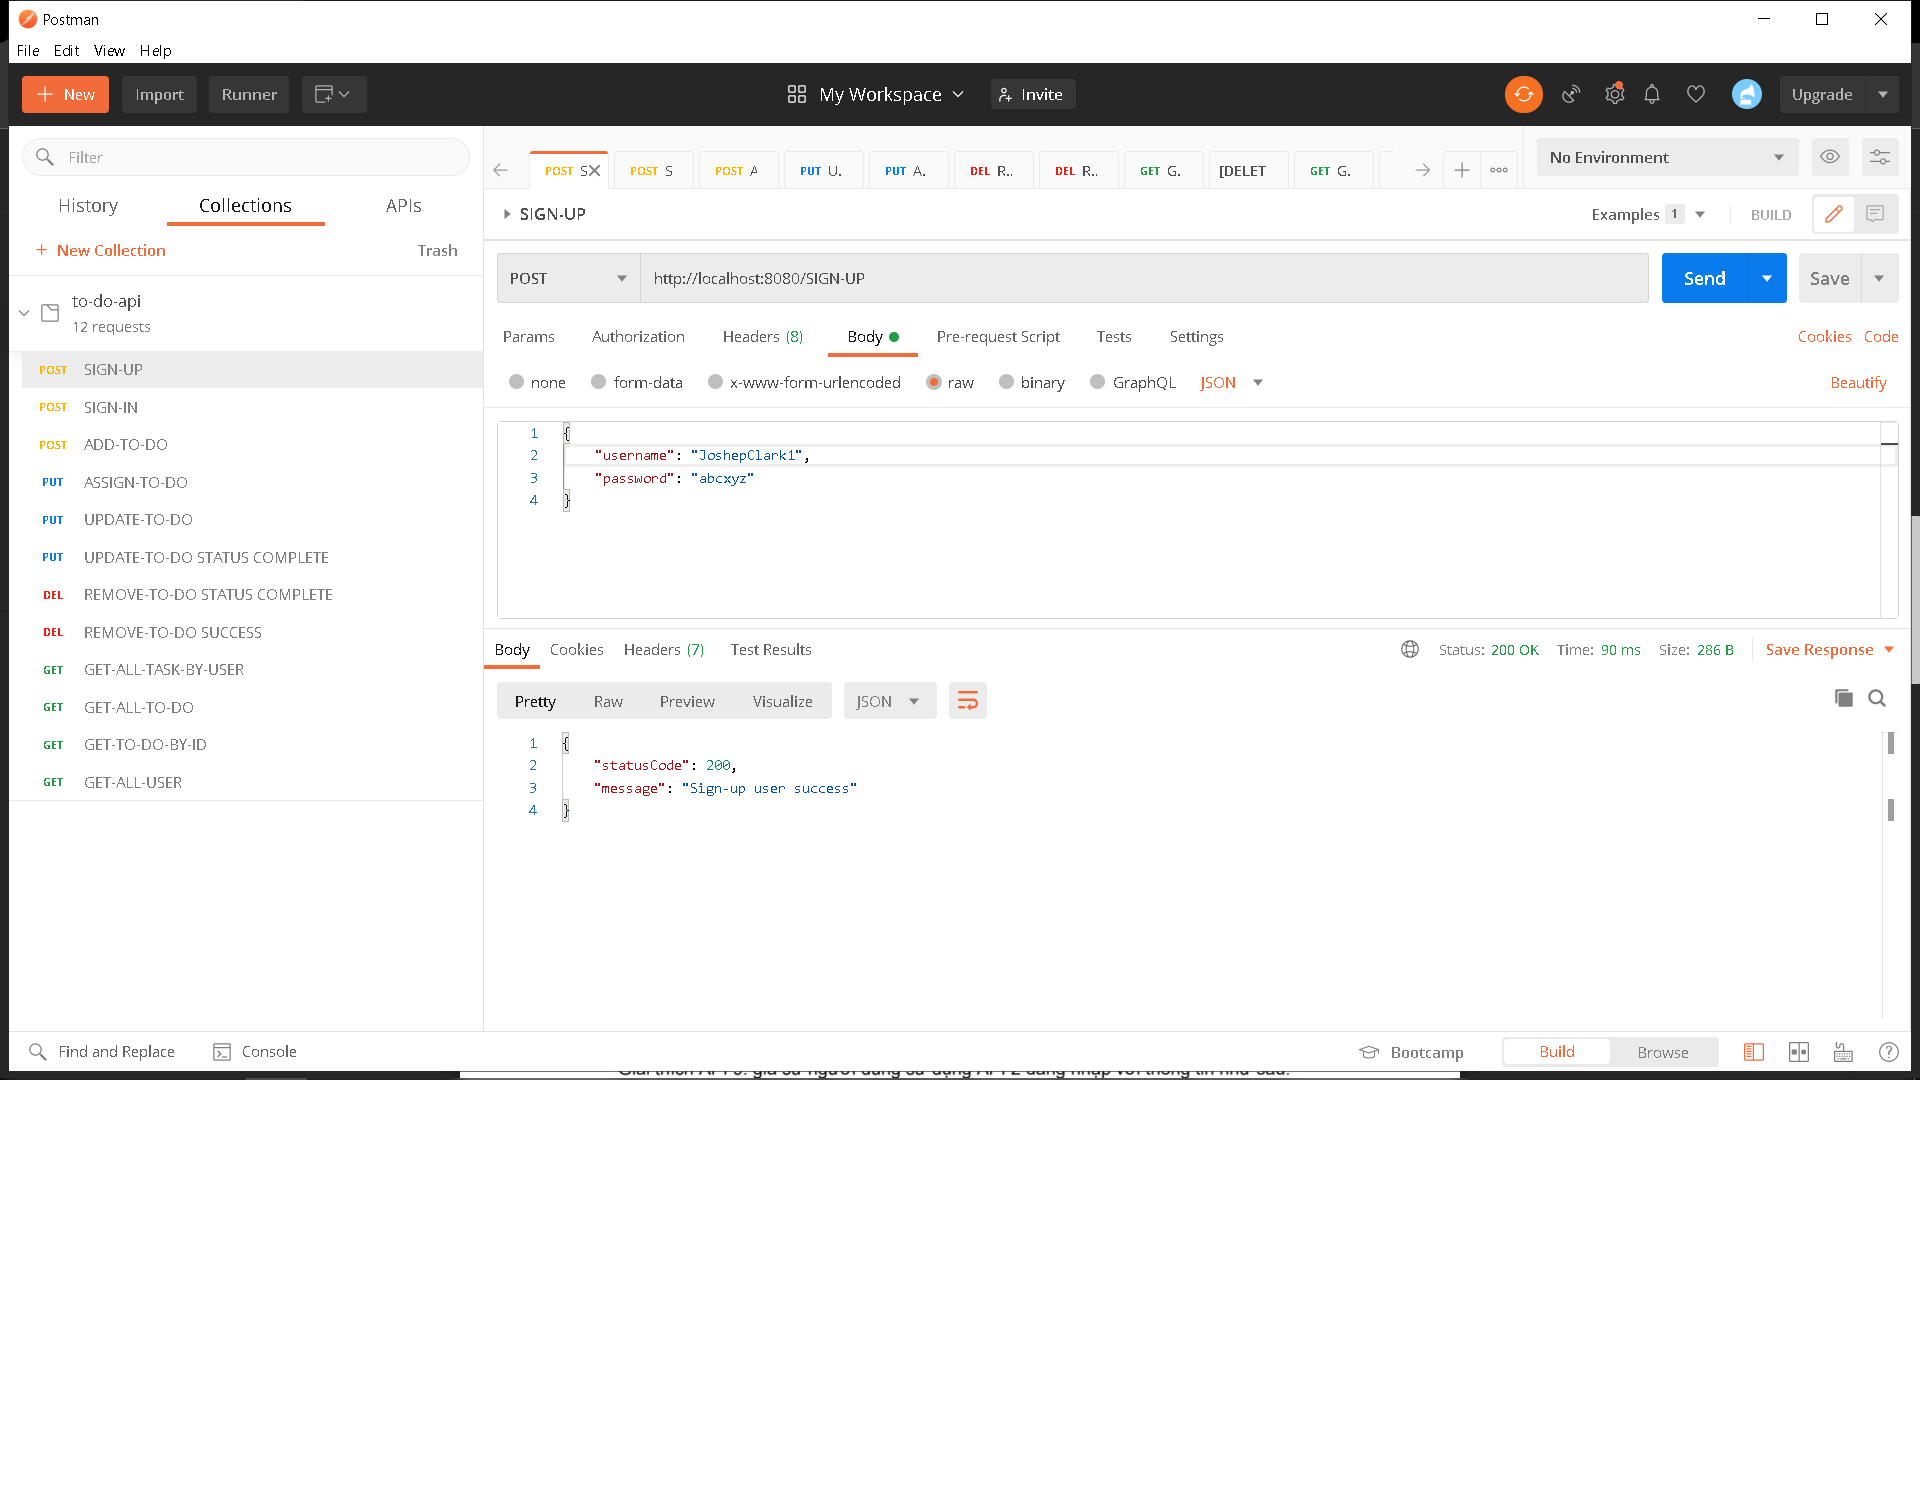 Postman
File Edit View Help
New Import Runner My Workspace Invite Upgrade
Filter
History Collections APIs
New Collection Trash
to-do-api
12 requests
POST SIGN-UP
POST SIGN-IN
POST ADD-TO-DO
PUT ASSIGN-TO-DO
PUT UPDATE-TO-DO
PUT UPDATE-TO-DO STATUS COMPLETE
DEL REMOVE-TO-DO STATUS COMPLETE
DEL REMOVE-TO-DO SUCCESS
GET GET-ALL-TASK-BY-USER
GET GET-ALL-TO-DO
GET GET-TO-DO-BY-ID
GET GET-ALL-USER
POST S POST S POST A PUT U. PUT A. DEL R.. DEL R.. GET G. [DELET GET G. No Environment
SIGN-UP Examples 1 BUILD
POST http://localhost:8080/SIGN-UP Send Save
Params Authorization Headers (8) Body Pre-request Script Tests Settings Cookies Code
none form-data x-www-form-urlencoded raw binary GraphQL JSON Beautify
1 {
2 "username": "JoshepClark1",
3 "password": "abcxyz"
4 }
Body Cookies Headers (7) Test Results Status: 200 OK Time: 90 ms Size: 286 B Save Response
Pretty Raw Preview Visualize JSON
1 {
2 "statusCode": 200,
3 "message": "Sign-up user success"
4 }
Find and Replace Console Bootcamp Build Browse